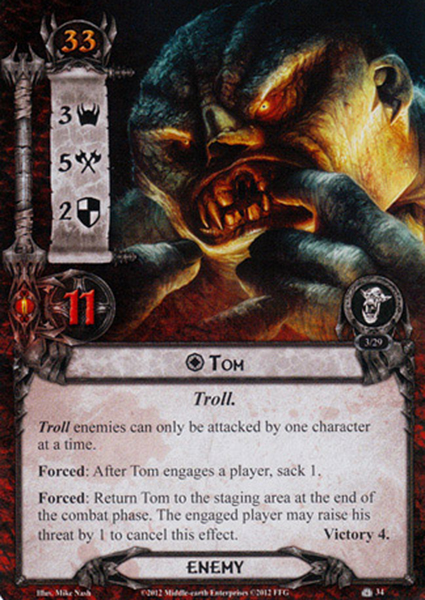 33
3
5
2
11
3/29
Tom
Troll.
Troll enemies can only be attacked by one character
at a time.
Forced: After Tom engages a player, sack 1.
Forced: Return Tom to the staging area at the end of
the combat phase. The engaged player may raise his
threat by 1 to cancel this effect. Victory 4.
ENEMY
Illus. Mike Nash ©2012 Middle-earth Enterprises ©2012 FFG 34